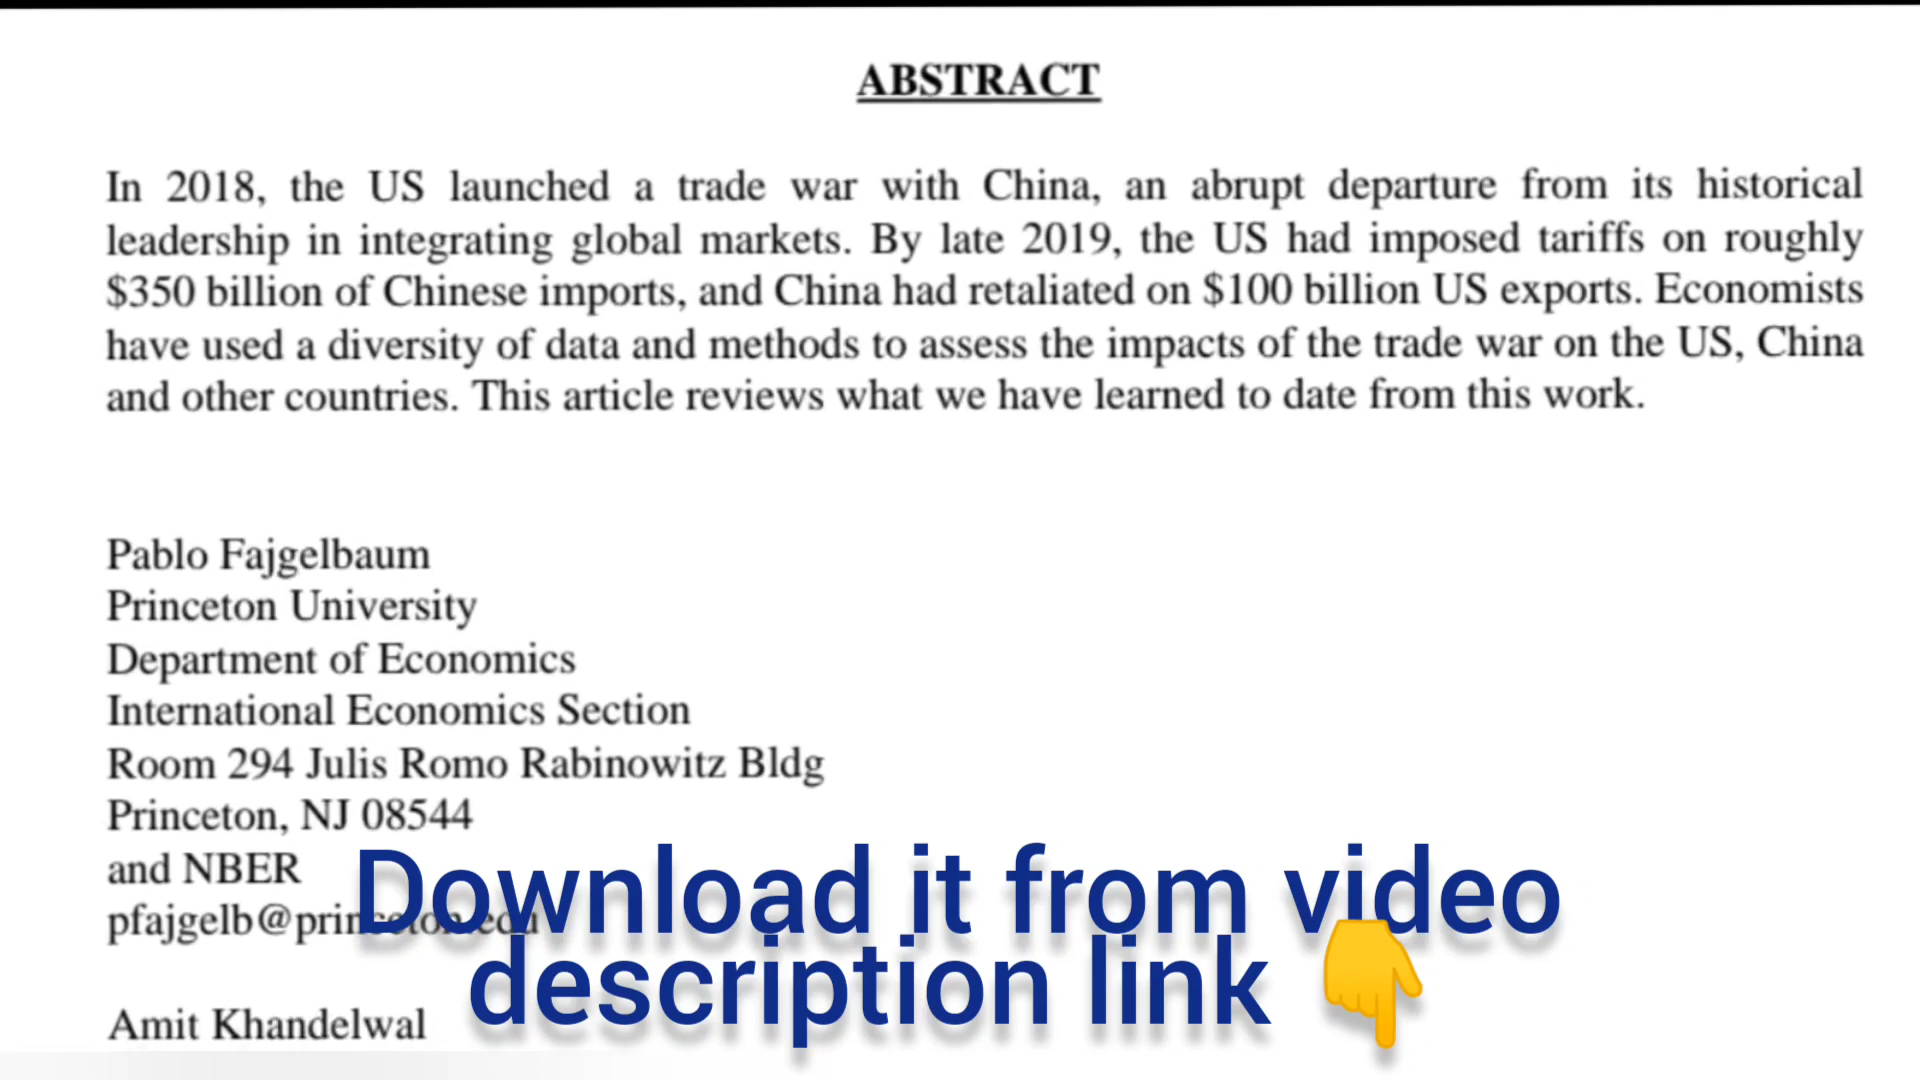 ABSTRACT
In 2018, the US launched a trade war with China, an abrupt departure from its historical
leadership in integrating global markets. By late 2019, the US had imposed tariffs on roughly
$350 billion of Chinese imports, and China had retaliated on $100 billion US exports. Economists
have used a diversity of data and methods to assess the impacts of the trade war on the US, China
and other countries. This article reviews what we have learned to date from this work.
Pablo Fajgelbaum
Princeton University
Department of Economics
International Economics Section
Room 294 Julis Romo Rabinowitz Bldg
Princeton, NJ 08544
and NBER
pfajgelb@princeton.edu
Amit Khandelwal
Download it from video
description link 👇